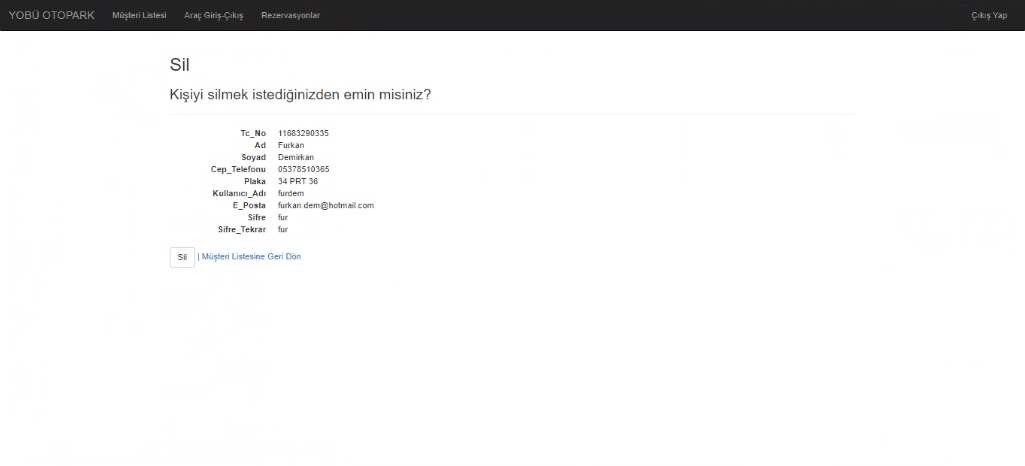 YOBÜ OTOPARK Müşteri Listesi Araç Giriş-Çıkış Rezervasyonlar Çıkış Yap
Sil
Kişiyi silmek istediğinizden emin misiniz?
Tc_No 11683290335
Ad Furkan
Soyad Demirkan
Cep_Telefonu 05378510365
Plaka 34 PRT 36
Kullanıcı_Adı furdem
E_Posta furkan.dem@hotmail.com
Sifre fur
Sifre_Tekrar fur
Sil | Müşteri Listesine Geri Dön